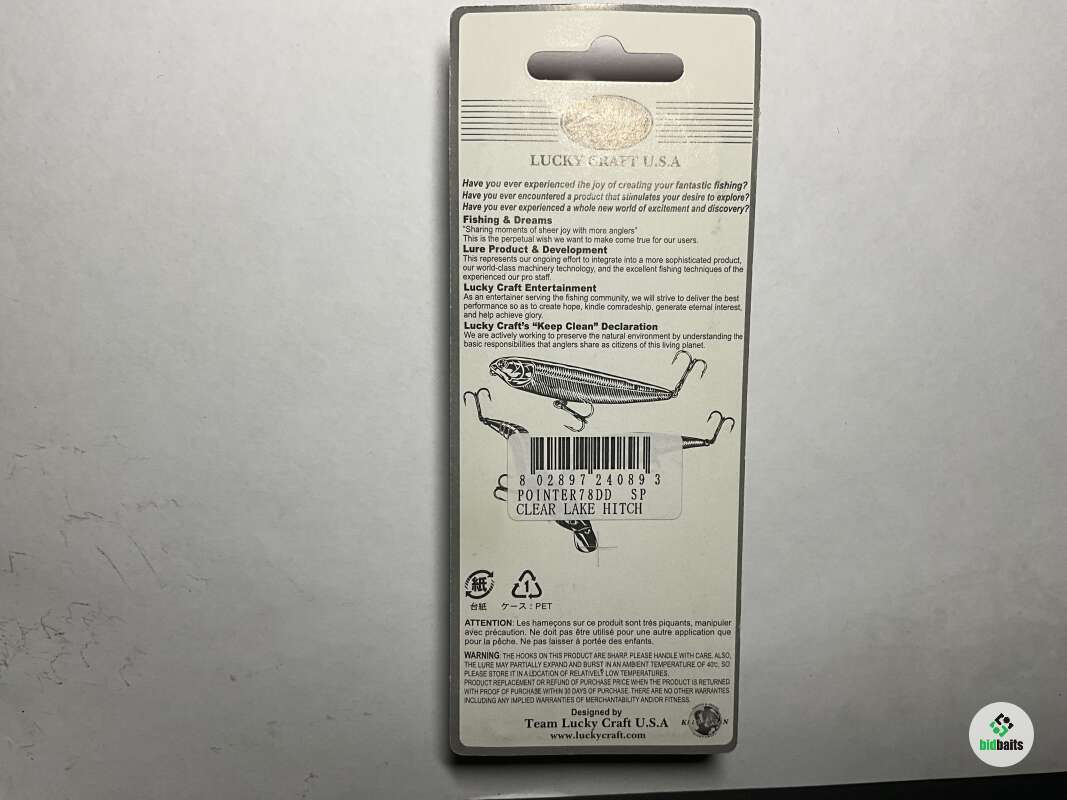 LUCKY CRAFT U.S.A
Have you ever experienced the joy of creating your fantastic fishing?
Have you ever encountered a product that stimulates your desire to explore?
Have you ever experienced a whole new world of excitement and discovery?
Fishing & Dreams
"Sharing moments of sheer joy with more anglers"
This is the perpetual wish we want to make come true for our users.
Lure Product & Development
This represents our ongoing effort to integrate into a more sophisticated product,
our world-class machinery technology, and the excellent fishing techniques of the
experienced our pro staff.
Lucky Craft Entertainment
As an entertainer serving the fishing community, we will strive to deliver the best
performance so as to create hope, kindle comradeship, generate eternal interest,
and help achieve glory.
Lucky Craft's "Keep Clean" Declaration
We are actively working to preserve the natural environment by understanding the
basic responsibilities that anglers share as citizens of this living planet.
8 02897 24089 3
POINTER78DD SP
CLEAR LAKE HITCH
紙
1
台紙 ケース：PET
ATTENTION: Les hameçons sur ce produit sont trés piquants, manipuler
avec précaution. Ne doit pas être utilisé pour une autre application que
pour la pêche. Ne pas laisser à portée des enfants.
WARNING: THE HOOKS ON THIS PRODUCT ARE SHARP. PLEASE HANDLE WITH CARE. ALSO,
THE LURE MAY PARTIALLY EXPAND AND BURST IN AN AMBIENT TEMPERATURE OF 40℃, SO
PLEASE STORE IT IN A LOCATION OF RELATIVELY LOW TEMPERATURES.
PRODUCT REPLACEMENT OR REFUND OF PURCHASE PRICE WHEN THE PRODUCT IS RETURNED
WITH PROOF OF PURCHASE WITHIN 30 DAYS OF PURCHASE. THERE ARE NO OTHER WARRANTIES
INCLUDING ANY IMPLIED WARRANTIES OF MERCHANTABILITY AND/OR FITNESS.
Designed by
Team Lucky Craft U.S.A
www.luckycraft.com
bidbaits